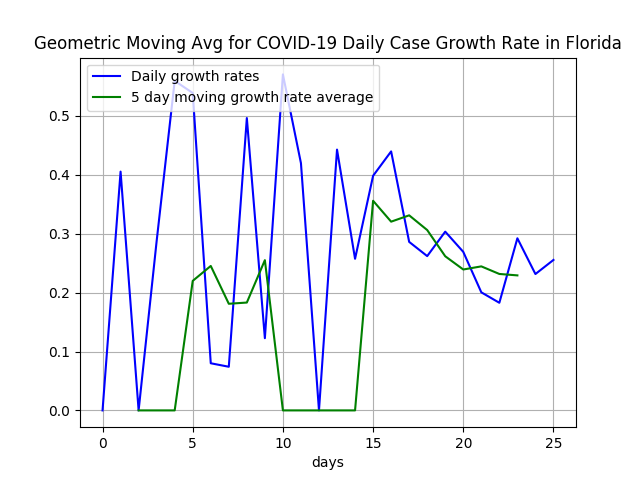 Geometric Moving Avg for COVID-19 Daily Case Growth Rate in Florida
Daily growth rates
5 day moving growth rate average
0.5
0.4
0.3
0.2
0.1
0.0
0 5 10 15 20 25
days